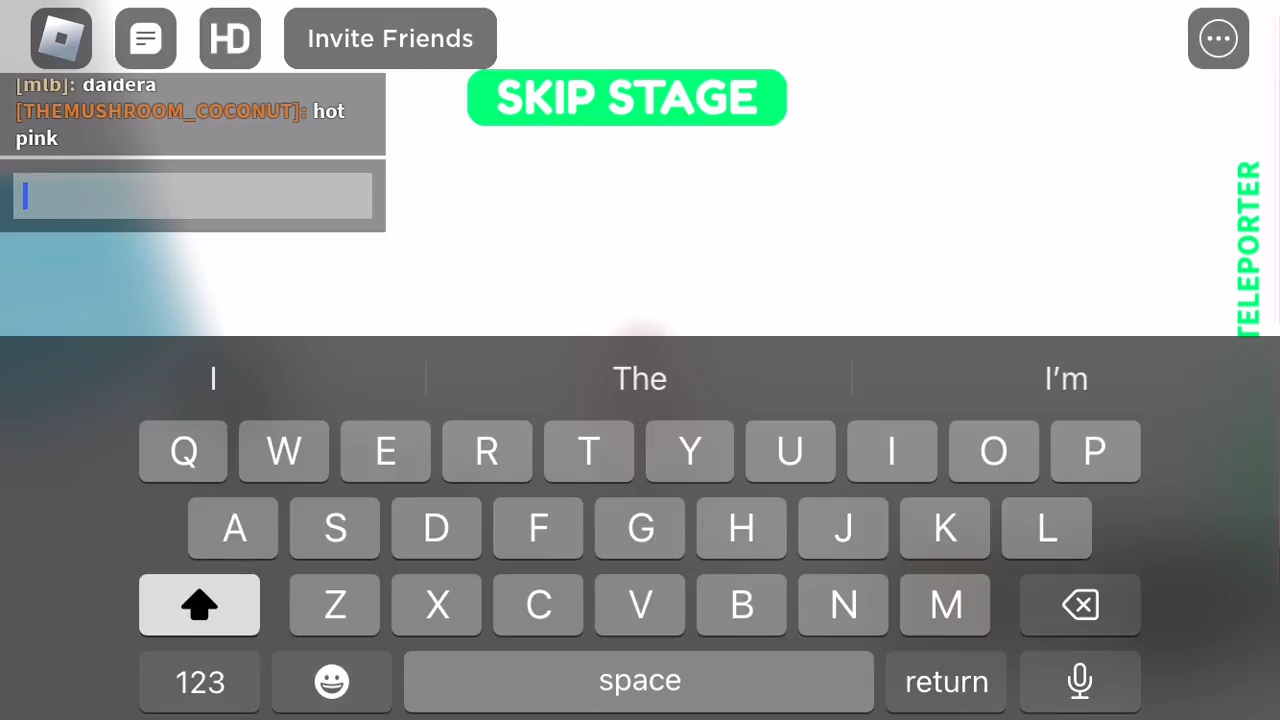 HD
Invite Friends
[mlb]: daidera
[THEMUSHROOM_COCONUT]: hot
pink
SKIP STAGE
TELEPORTER
I
The
I'm
Q W E R T Y U I O P
A S D F G H J K L
Z X C V B N M
123
space
return